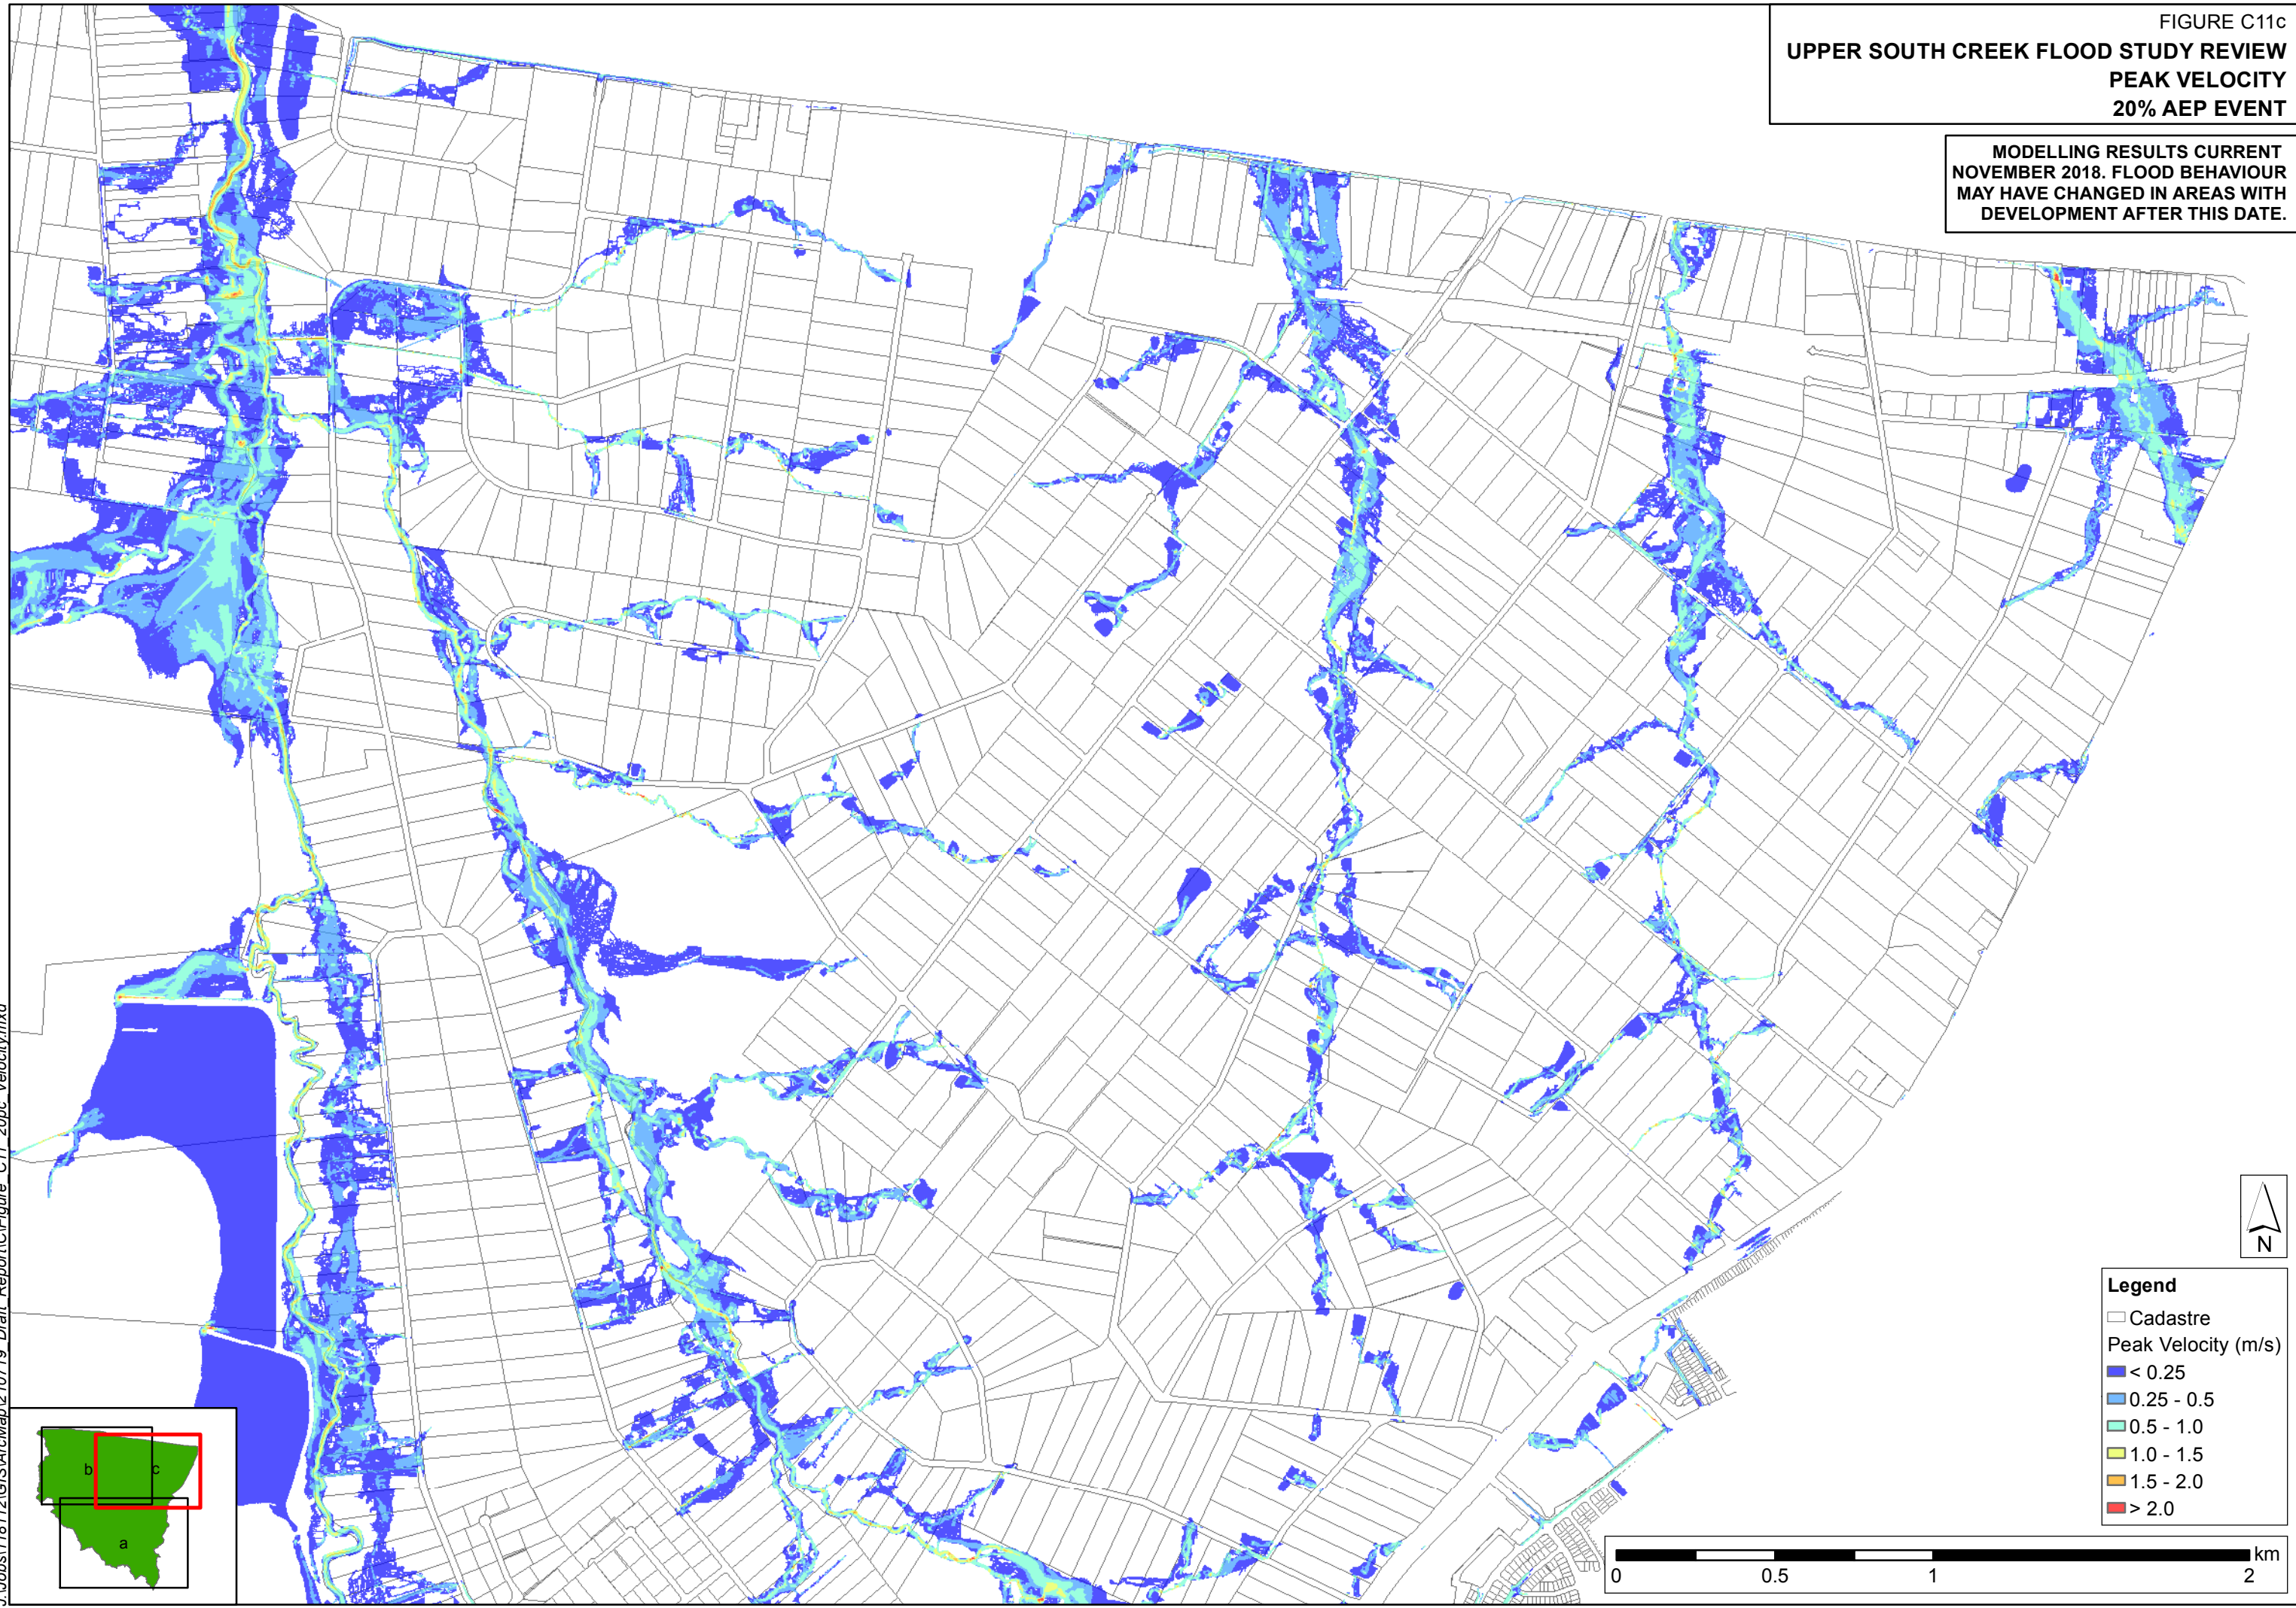 FIGURE C11c
UPPER SOUTH CREEK FLOOD STUDY REVIEW
PEAK VELOCITY
20% AEP EVENT
MODELLING RESULTS CURRENT
NOVEMBER 2018. FLOOD BEHAVIOUR
MAY HAVE CHANGED IN AREAS WITH
DEVELOPMENT AFTER THIS DATE.
N
Legend
Cadastre
Peak Velocity (m/s)
< 0.25
0.25 - 0.5
0.5 - 1.0
1.0 - 1.5
1.5 - 2.0
> 2.0
km
0 0.5 1 2
b c
a